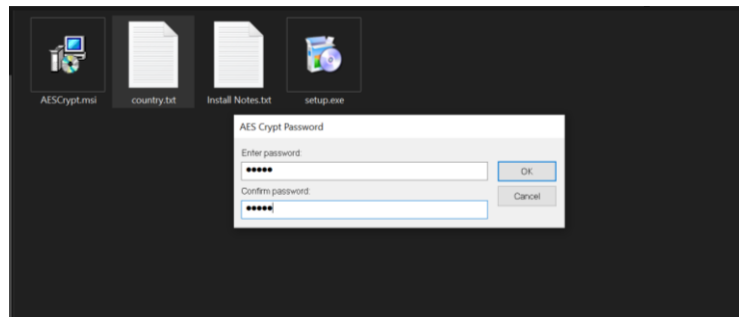 AESCrypt.msi
country.txt
Install Notes.txt
setup.exe
AES Crypt Password
Enter password:
●●●●●
OK
Confirm password:
●●●●●
Cancel